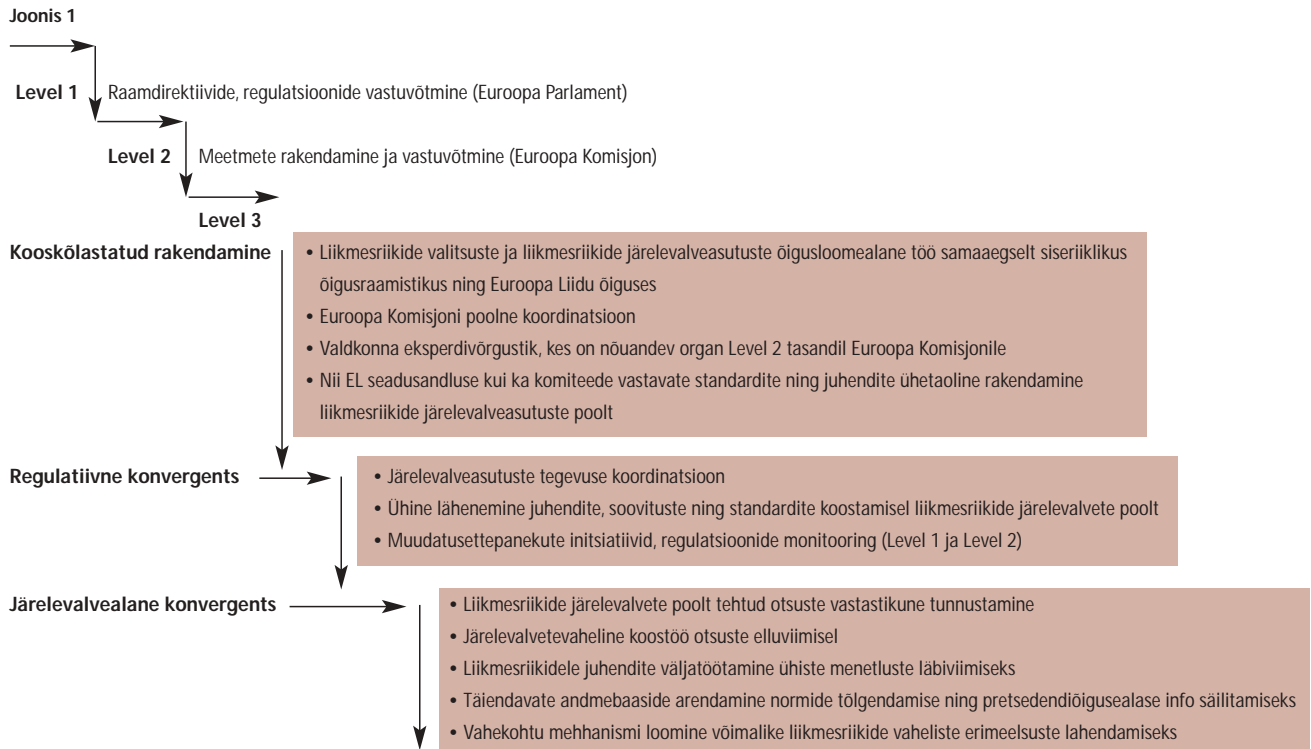 Joonis 1
Level 1 Raamdirektiivide, regulatsioonide vastuvõtmine (Euroopa Parlament)
Level 2 Meetmete rakendamine ja vastuvõtmine (Euroopa Komisjon)
Level 3
Kooskõlastatud rakendamine
• Liikmesriikide valitsuste ja liikmesriikide järelevalveasutuste õigusloomealane töö samaaegselt siseriiklikus
õigusraamistikus ning Euroopa Liidu õiguses
• Euroopa Komisjoni poolne koordinatsioon
• Valdkonna eksperdivõrgustik, kes on nõuandev organ Level 2 tasandil Euroopa Komisjonile
• Nii EL seadusandluse kui ka komiteede vastavate standardite ning juhendite ühetaoline rakendamine
liikmesriikide järelevalveasutuste poolt
Regulatiivne konvergents
• Järelevalveasutuste tegevuse koordinatsioon
• Ühine lähenemine juhendite, soovituste ning standardite koostamisel liikmesriikide järelevalvete poolt
• Muudatusettepanekute initsiatiivid, regulatsioonide monitooring (Level 1 ja Level 2)
Järelevalvealane konvergents
• Liikmesriikide järelevalvete poolt tehtud otsuste vastastikune tunnustamine
• Järelevalvetevaheline koostöö otsuste elluviimisel
• Liikmesriikidele juhendite väljatöötamine ühiste menetluste läbiviimiseks
• Täiendavate andmebaaside arendamine normide tõlgendamise ning pretsedendiõigusealase info säilitamiseks
• Vahekohtu mehhanismi loomine võimalike liikmesriikide vaheliste erimeelsuste lahendamiseks